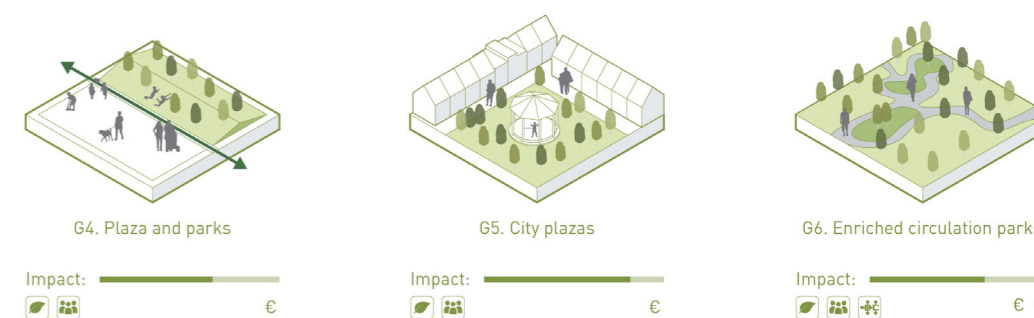 G4. Plaza and parks
G5. City plazas
G6. Enriched circulation park
Impact:
Impact:
Impact:
€
€
€